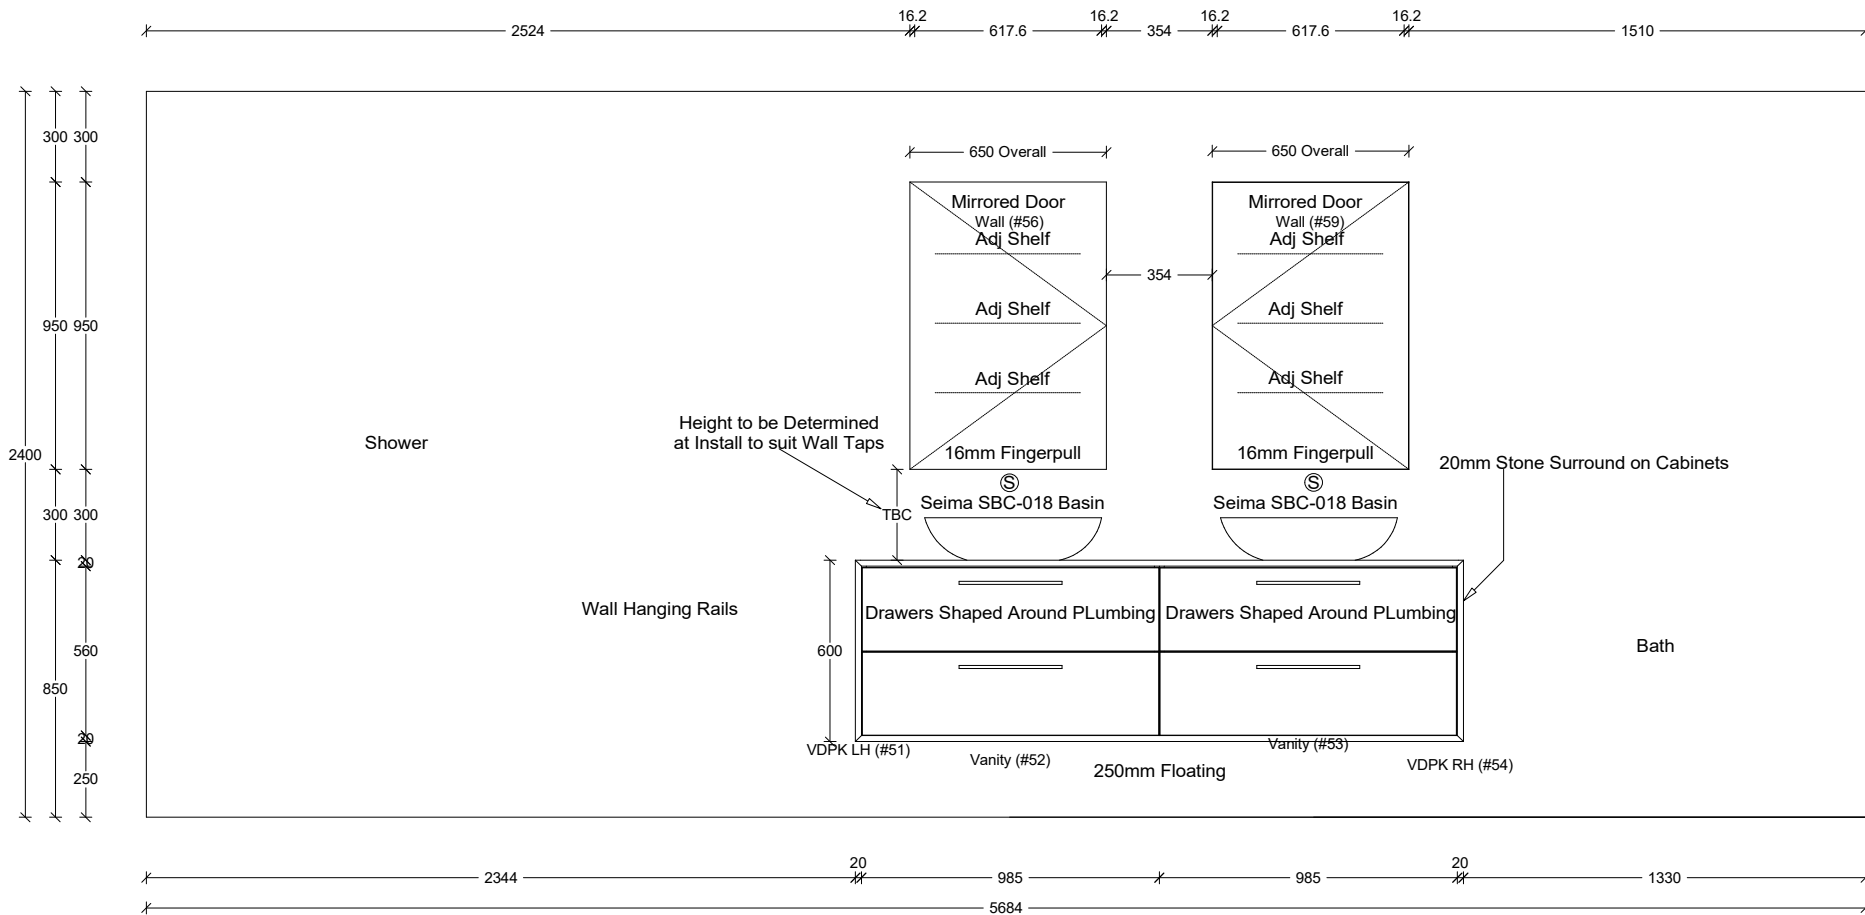 16.2 16.2 16.2 16.2
2524 617.6 354 617.6 1510
300 300
650 Overall 650 Overall
Mirrored Door Mirrored Door
Wall (#56) Wall (#59)
Adj Shelf Adj Shelf
354
Adj Shelf Adj Shelf
950 950
Adj Shelf Adj Shelf
Height to be Determined
at Install to suit Wall Taps
Shower
2400
16mm Fingerpull 16mm Fingerpull
20mm Stone Surround on Cabinets
S S
Seima SBC-018 Basin Seima SBC-018 Basin
300 300 TBC
20
Wall Hanging Rails
Drawers Shaped Around PLumbing Drawers Shaped Around PLumbing
560 600
Bath
850
20
VDPK LH (#51) Vanity (#53)
Vanity (#52) VDPK RH (#54)
250 250mm Floating
20 20
2344 985 985 1330
5684